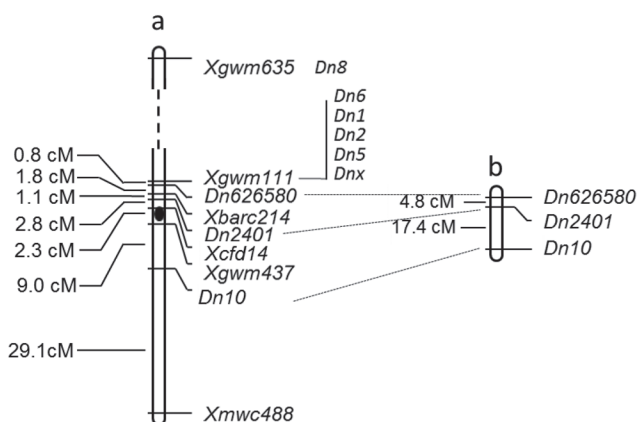 a
Xgwm635 Dn8
Dn6
Dn1
Dn2
Dn5
Dnx
0.8 cM
1.8 cM
1.1 cM
2.8 cM
2.3 cM
9.0 cM
29.1cM
Xgwm111
Dn626580
Xbarc214
Dn2401
Xcfd14
Xgwm437
Dn10
Xmwc488
b
4.8 cM
17.4 cM
Dn626580
Dn2401
Dn10